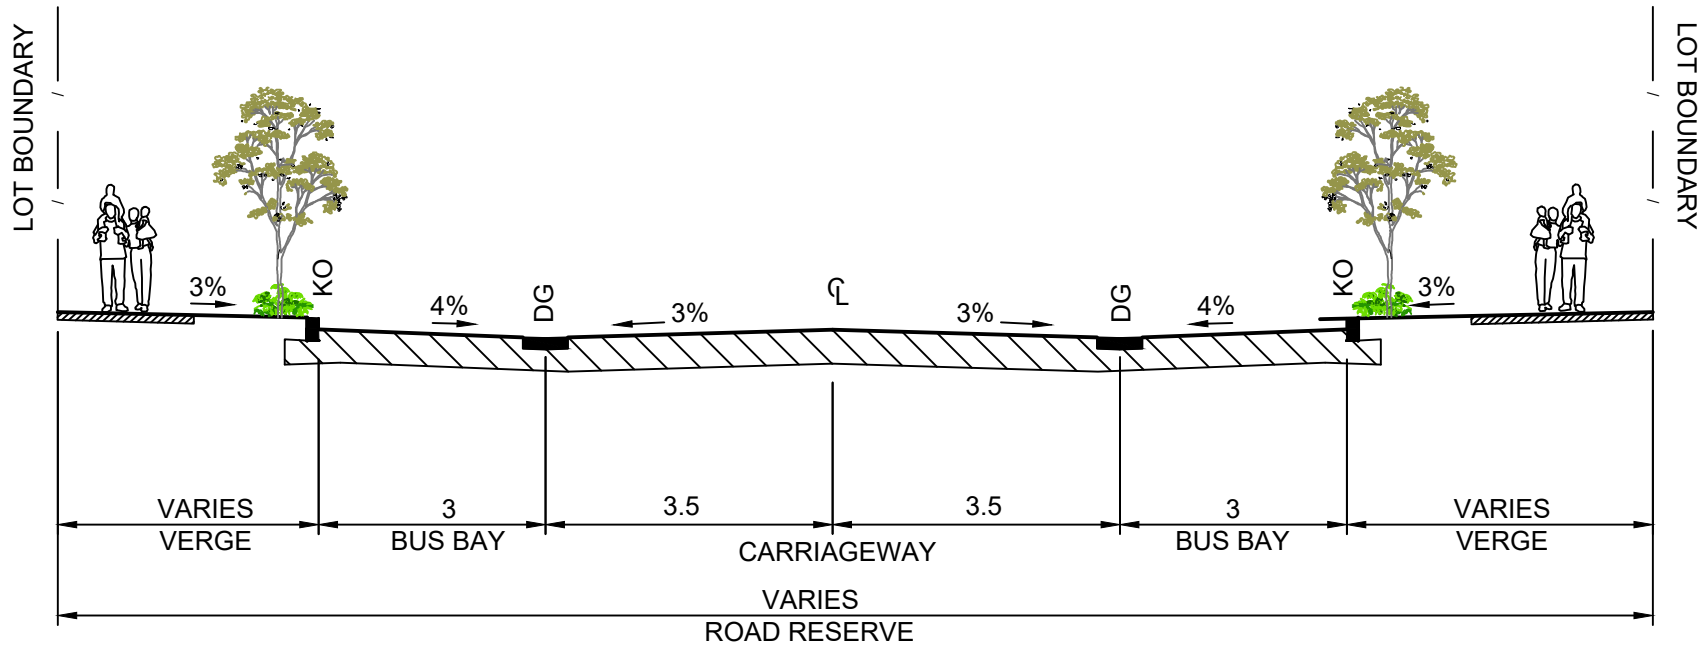 LOT BOUNDARY
LOT BOUNDARY
KO
DG
℄
DG
KO
3%
4%
3%
3%
4%
3%
VARIES
VERGE
3
BUS BAY
3.5
3.5
CARRIAGEWAY
3
BUS BAY
VARIES
VERGE
VARIES
ROAD RESERVE